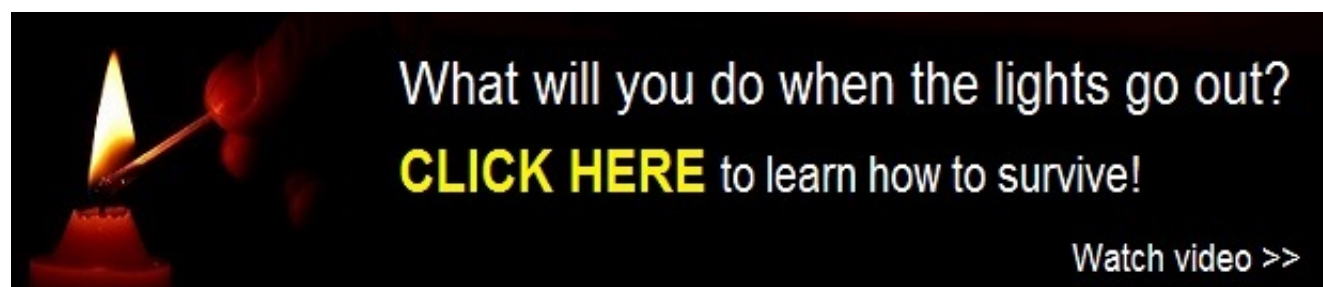 What will you do when the lights go out?
CLICK HERE to learn how to survive!
Watch video >>